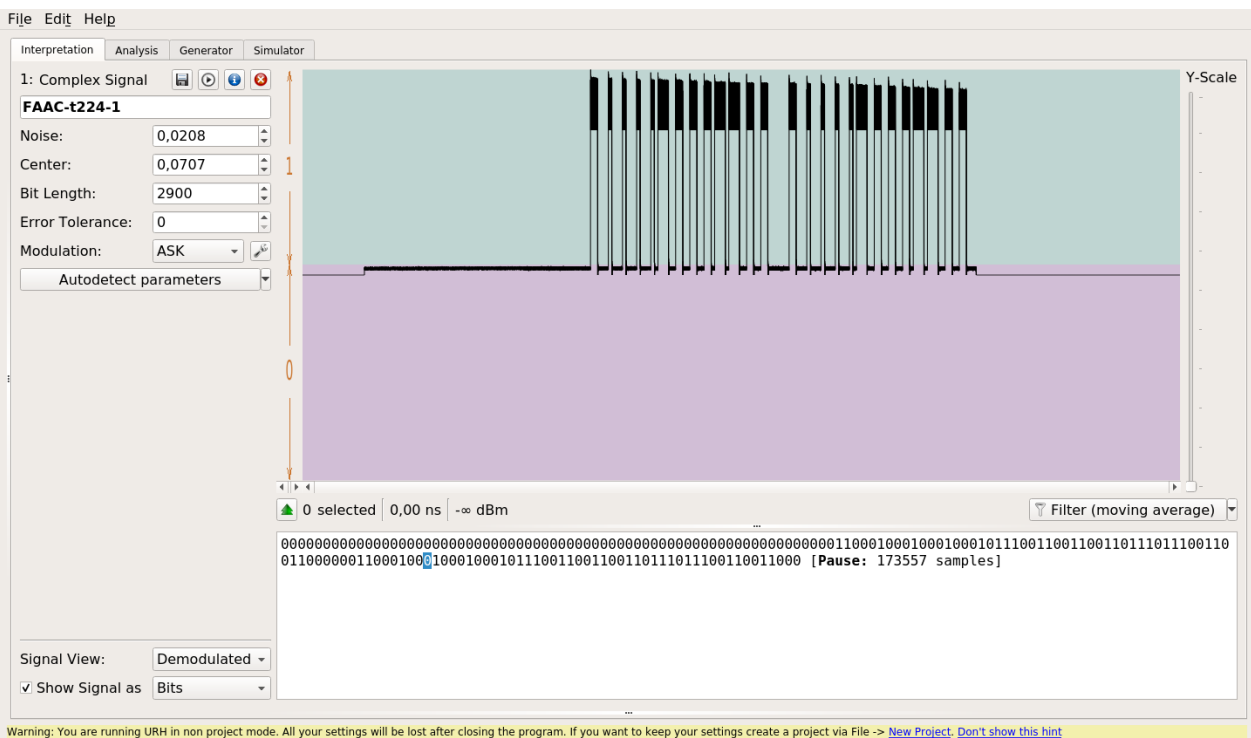 File Edit Help
Interpretation Analysis Generator Simulator
1: Complex Signal
Y-Scale
FAAC-t224-1
Noise: 0,0208
Center: 0,0707
Bit Length: 2900
Error Tolerance: 0
Modulation: ASK
Autodetect parameters
1
0
0 selected 0,00 ns -∞ dBm Filter (moving average)
00000000000000000000000000000000000000000000000000000000000000000011000100010001000101110011001100110111011100110
01100000011000100010001000101110011001100110111011100110011000 [Pause: 173557 samples]
Signal View: Demodulated
Show Signal as Bits
Warning: You are running URH in non project mode. All your settings will be lost after closing the program. If you want to keep your settings create a project via File -> New Project. Don't show this hint